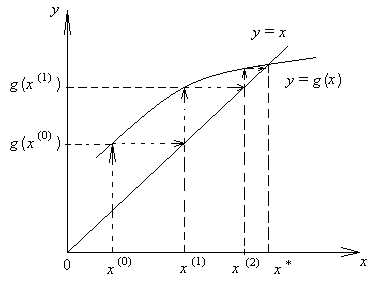 y
y = x
g(x⁽¹⁾)
y = g(x)
g(x⁽⁰⁾)
0
x⁽⁰⁾
x⁽¹⁾
x⁽²⁾
x*
x